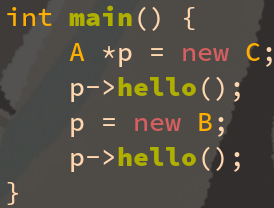 int main() {
    A *p = new C;
    p->hello();
    p = new B;
    p->hello();
}